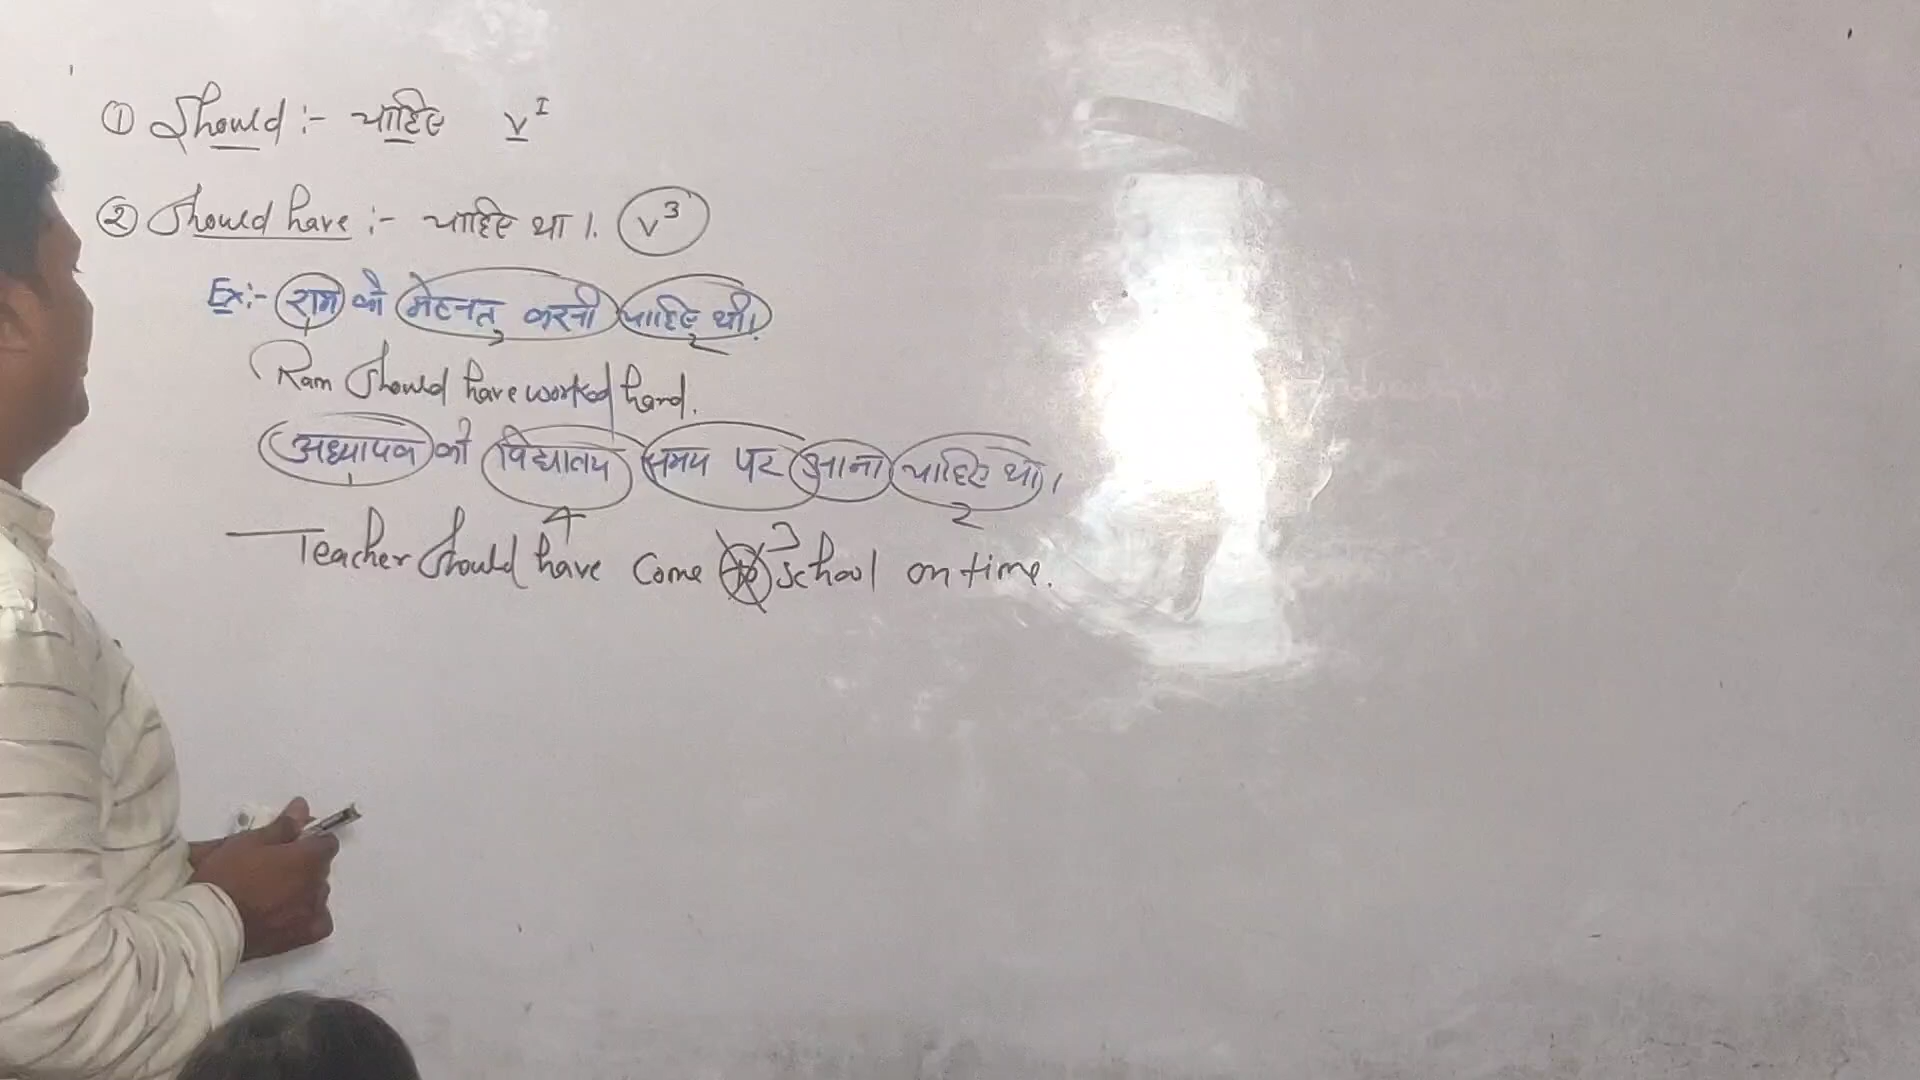 ① Should :- चाहिए V¹
② Should have :- चाहिए था । V³
Ex:- राम को मेहनत करनी चाहिए थी।
Ram should have worked hard.
अध्यापक को विद्यालय समय पर आना चाहिए था ।
Teacher should have come to school on time.